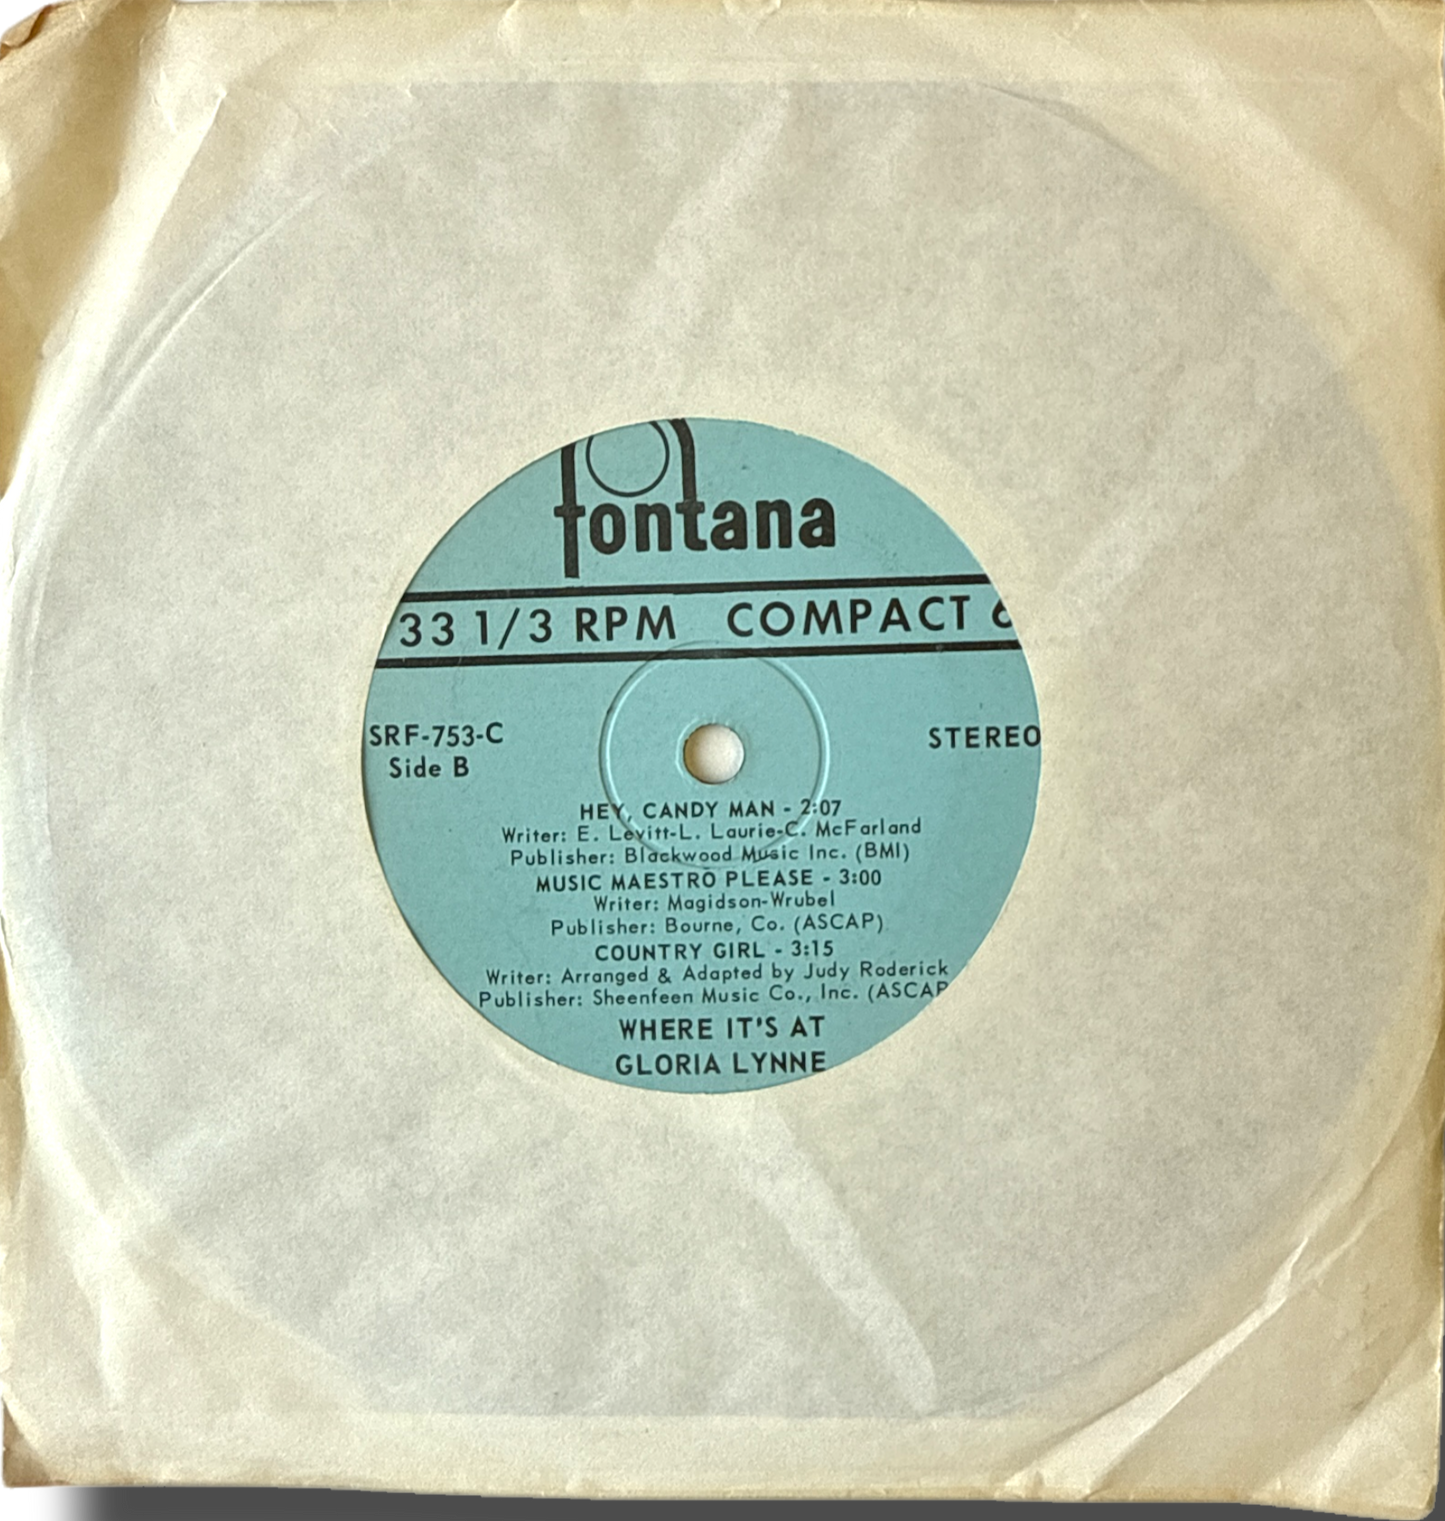 fontana
33 1/3 RPM COMPACT 6
SRF-753-C
Side B
STEREO
HEY, CANDY MAN - 2:07
Writer: E. Levitt-L. Laurie-C. McFarland
Publisher: Blackwood Music Inc. (BMI)
MUSIC MAESTRO PLEASE - 3:00
Writer: Magidson-Wrubel
Publisher: Bourne, Co. (ASCAP)
COUNTRY GIRL - 3:15
Writer: Arranged & Adapted by Judy Roderick
Publisher: Sheenfeen Music Co., Inc. (ASCAP
WHERE IT'S AT
GLORIA LYNNE